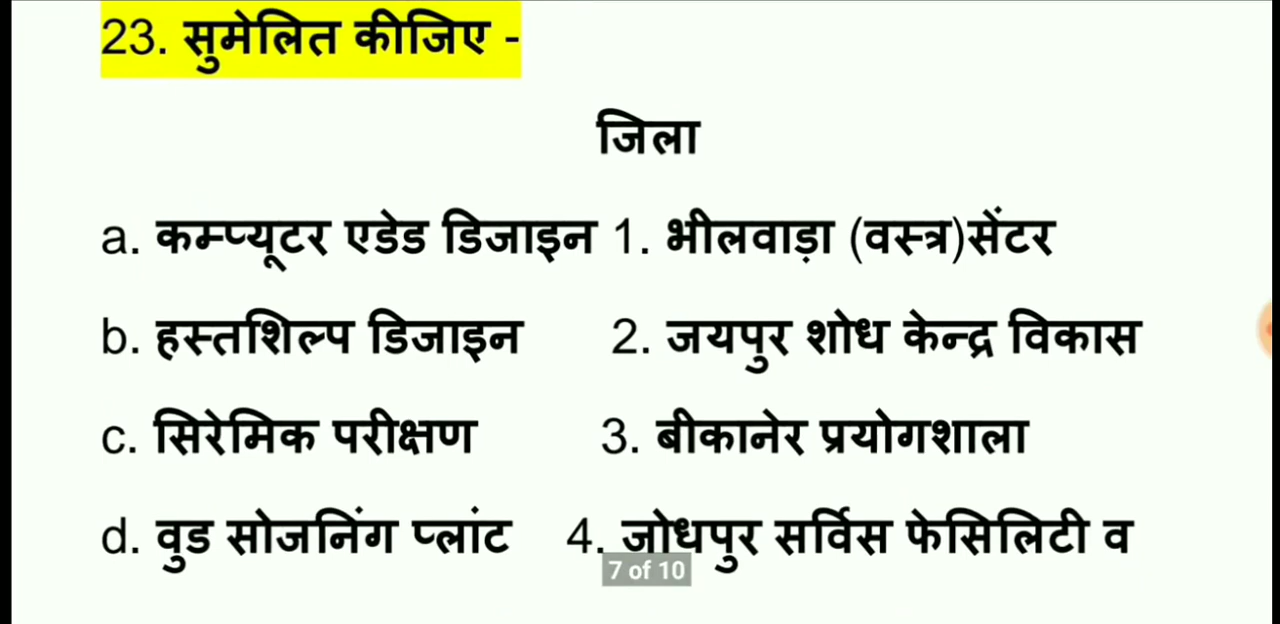 23. सुमेलित कीजिए -
जिला
a. कम्प्यूटर एडेड डिजाइन 1. भीलवाड़ा (वस्त्र)सेंटर
b. हस्तशिल्प डिजाइन 2. जयपुर शोध केन्द्र विकास
c. सिरेमिक परीक्षण 3. बीकानेर प्रयोगशाला
d. वुड सोजनिंग प्लांट 4. जोधपुर सर्विस फेसिलिटी व
7 of 10